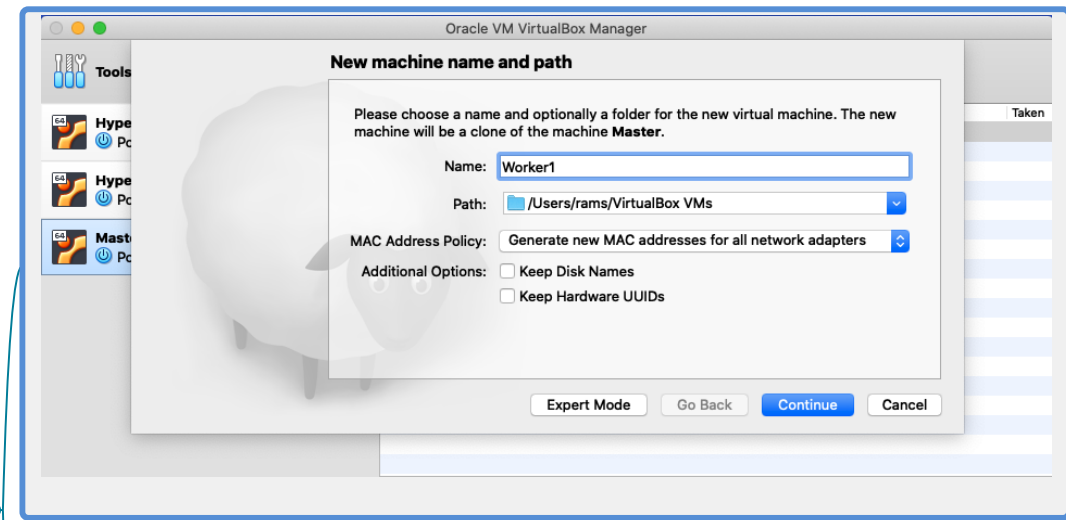 Oracle VM VirtualBox Manager
Tools
New machine name and path
Please choose a name and optionally a folder for the new virtual machine. The new
machine will be a clone of the machine Master.
Taken
64
Hype
Po
Name: Worker1
64
Hype
Po
Path: /Users/rams/VirtualBox VMs
64
Mast
Po
MAC Address Policy: Generate new MAC addresses for all network adapters
Additional Options: Keep Disk Names
Keep Hardware UUIDs
Expert Mode Go Back Continue Cancel